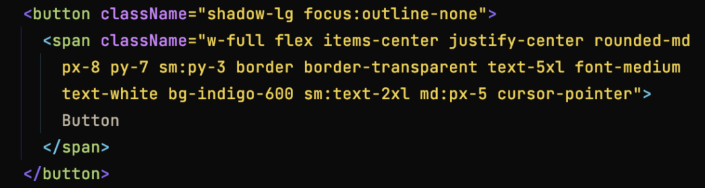 <button className="shadow-lg focus:outline-none">
<span className="w-full flex items-center justify-center rounded-md
px-8 py-7 sm:py-3 border border-transparent text-5xl font-medium
text-white bg-indigo-600 sm:text-2xl md:px-5 cursor-pointer">
Button
</span>
</button>